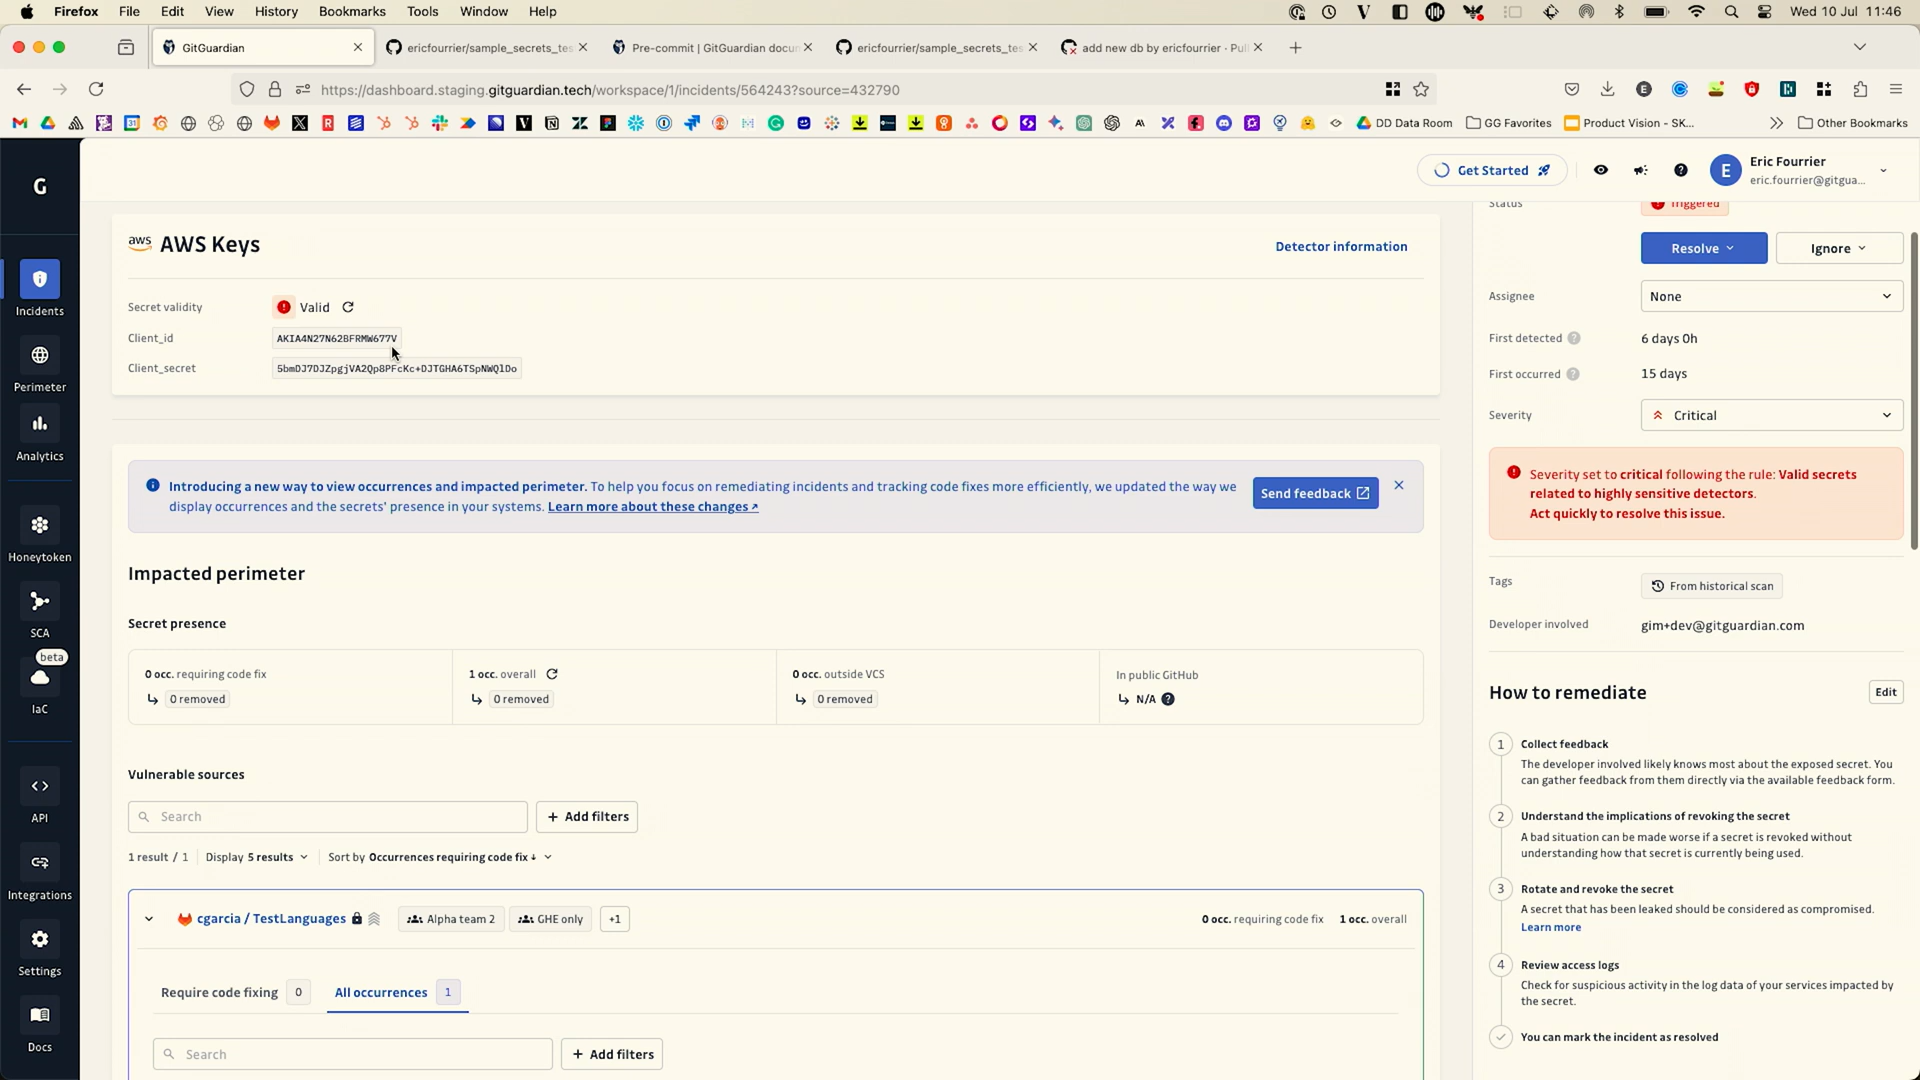 Firefox File Edit View History Bookmarks Tools Window Help Wed 10 Jul 11:46
GitGuardian
ericfourrier/sample_secrets_tes
Pre-commit | GitGuardian docu
ericfourrier/sample_secrets_tes
add new db by ericfourrier · Pull
https://dashboard.staging.gitguardian.tech/workspace/1/incidents/564243?source=432790
DD Data Room GG Favorites Product Vision - SK... Other Bookmarks
G
Incidents
Perimeter
Analytics
Honeytoken
SCA
beta
IaC
API
Integrations
Settings
Docs
Get Started
E
Eric Fourrier
eric.fourrier@gitgua...
aws AWS Keys
Detector information
Secret validity Valid
Client_id AKIA4N27N62BFRMW677V
Client_secret 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
Introducing a new way to view occurrences and impacted perimeter. To help you focus on remediating incidents and tracking code fixes more efficiently, we updated the way we
display occurrences and the secrets' presence in your systems. Learn more about these changes
Send feedback
Impacted perimeter
Secret presence
0 occ. requiring code fix
0 removed
1 occ. overall
0 removed
0 occ. outside VCS
0 removed
In public GitHub
N/A
Vulnerable sources
Search
+ Add filters
1 result / 1 Display 5 results Sort by Occurrences requiring code fix
cgarcia / TestLanguages Alpha team 2 GHE only +1 0 occ. requiring code fix 1 occ. overall
Require code fixing 0 All occurrences 1
Search
+ Add filters
Status Triggered
Resolve Ignore
Assignee None
First detected 6 days 0h
First occurred 15 days
Severity Critical
Severity set to critical following the rule: Valid secrets
related to highly sensitive detectors.
Act quickly to resolve this issue.
Tags From historical scan
Developer involved gim+dev@gitguardian.com
How to remediate Edit
1 Collect feedback
The developer involved likely knows most about the exposed secret. You
can gather feedback from them directly via the available feedback form.
2 Understand the implications of revoking the secret
A bad situation can be made worse if a secret is revoked without
understanding how that secret is currently being used.
3 Rotate and revoke the secret
A secret that has been leaked should be considered as compromised.
Learn more
4 Review access logs
Check for suspicious activity in the log data of your services impacted by
the secret.
You can mark the incident as resolved